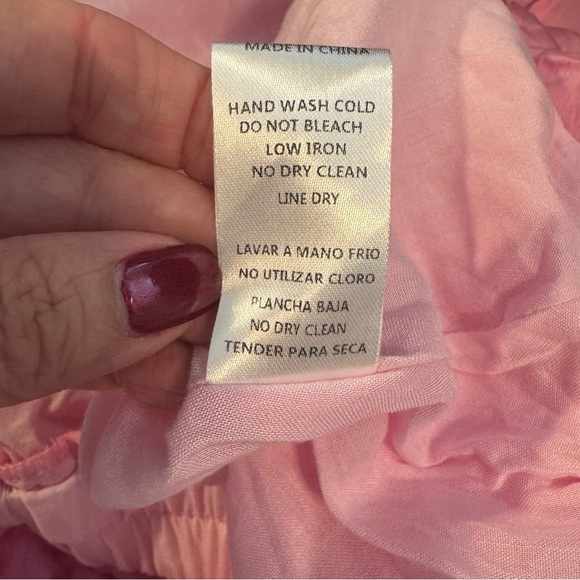 MADE IN CHINA
HAND WASH COLD
DO NOT BLEACH
LOW IRON
NO DRY CLEAN
LINE DRY
LAVAR A MANO FRIO
NO UTILIZAR CLORO
PLANCHA BAJA
NO DRY CLEAN
TENDER PARA SECA